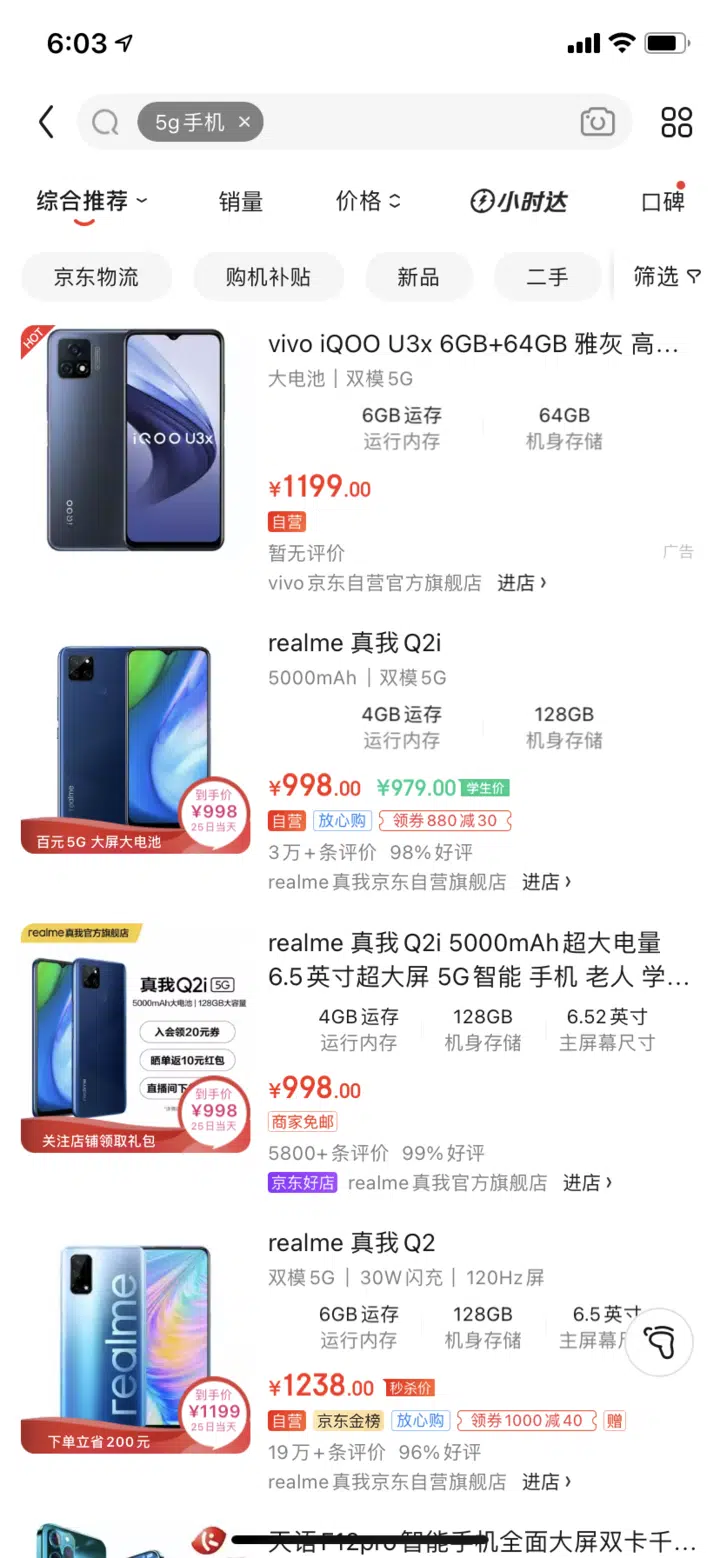 6:03
5g手机 ×
综合推荐
销量
价格
小时达
口碑
京东物流
购机补贴
新品
二手
筛选
HOT
iQOO U3x
iQOO
vivo iQOO U3x 6GB+64GB 雅灰 高...
大电池｜双模5G
6GB运存
64GB
运行内存
机身存储
¥1199.00
自营
暂无评价
广告
vivo京东自营官方旗舰店 进店
realme
到手价
¥998
25日当天
百元5G 大屏大电池
realme 真我Q2i
5000mAh｜双模5G
4GB运存
128GB
运行内存
机身存储
¥998.00 ¥979.00 学生价
自营 放心购 领券880减30
3万+条评价 98%好评
realme真我京东自营旗舰店 进店
realme真我官方旗舰店
真我Q2i 5G
5000mAh大电池｜128GB大容量
入会领20元券
晒单返10元红包
直播间下
realme
到手价
¥998
25日当天
关注店铺领取礼包
realme 真我Q2i 5000mAh超大电量
6.5英寸超大屏 5G智能 手机 老人 学...
4GB运存
128GB
6.52英寸
运行内存
机身存储
主屏幕尺寸
¥998.00
商家免邮
5800+条评价 99%好评
京东好店 realme真我官方旗舰店 进店
realme
到手价
¥1199
25日当天
下单立省200元
realme 真我Q2
双模5G｜30W闪充｜120Hz屏
6GB运存
128GB
6.5英寸
运行内存
机身存储
主屏幕
¥1238.00 秒杀价
自营 京东金榜 放心购 领券1000减40 赠
19万+条评价 96%好评
realme真我京东自营旗舰店 进店
天语F12pro智能手机全面大屏双卡千...